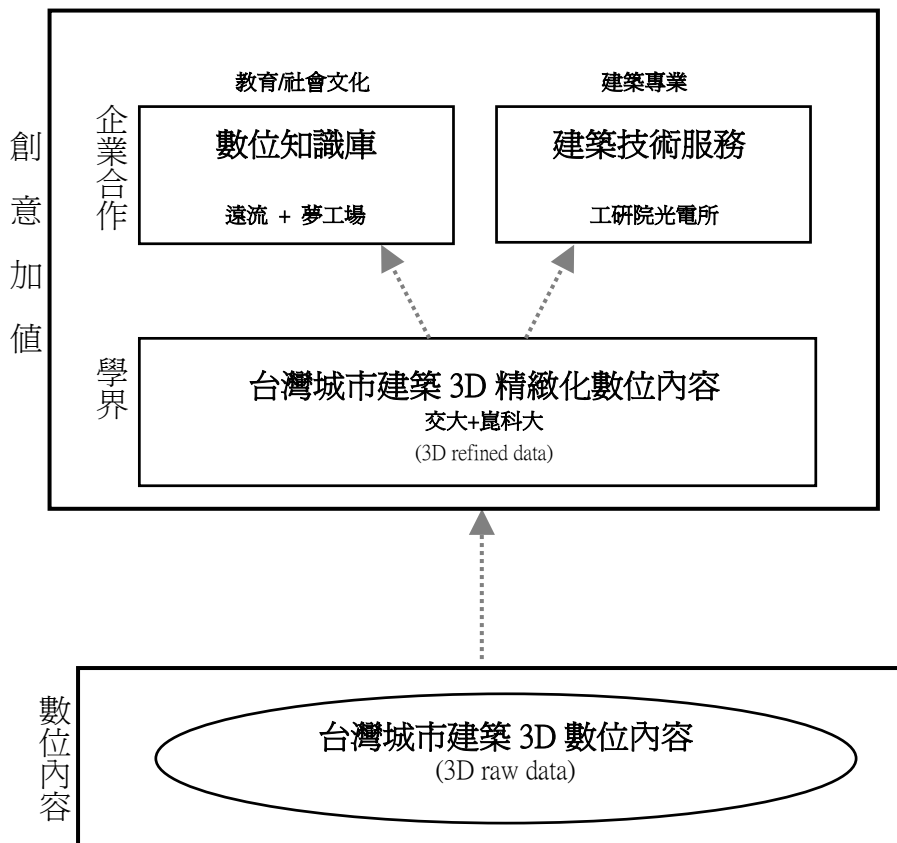 創意加值
企業合作
教育/社會文化
數位知識庫
遠流 + 夢工場
建築專業
建築技術服務
工研院光電所
學界
台灣城市建築 3D 精緻化數位內容
交大+崑科大
(3D refined data)
數位內容
台灣城市建築 3D 數位內容
(3D raw data)